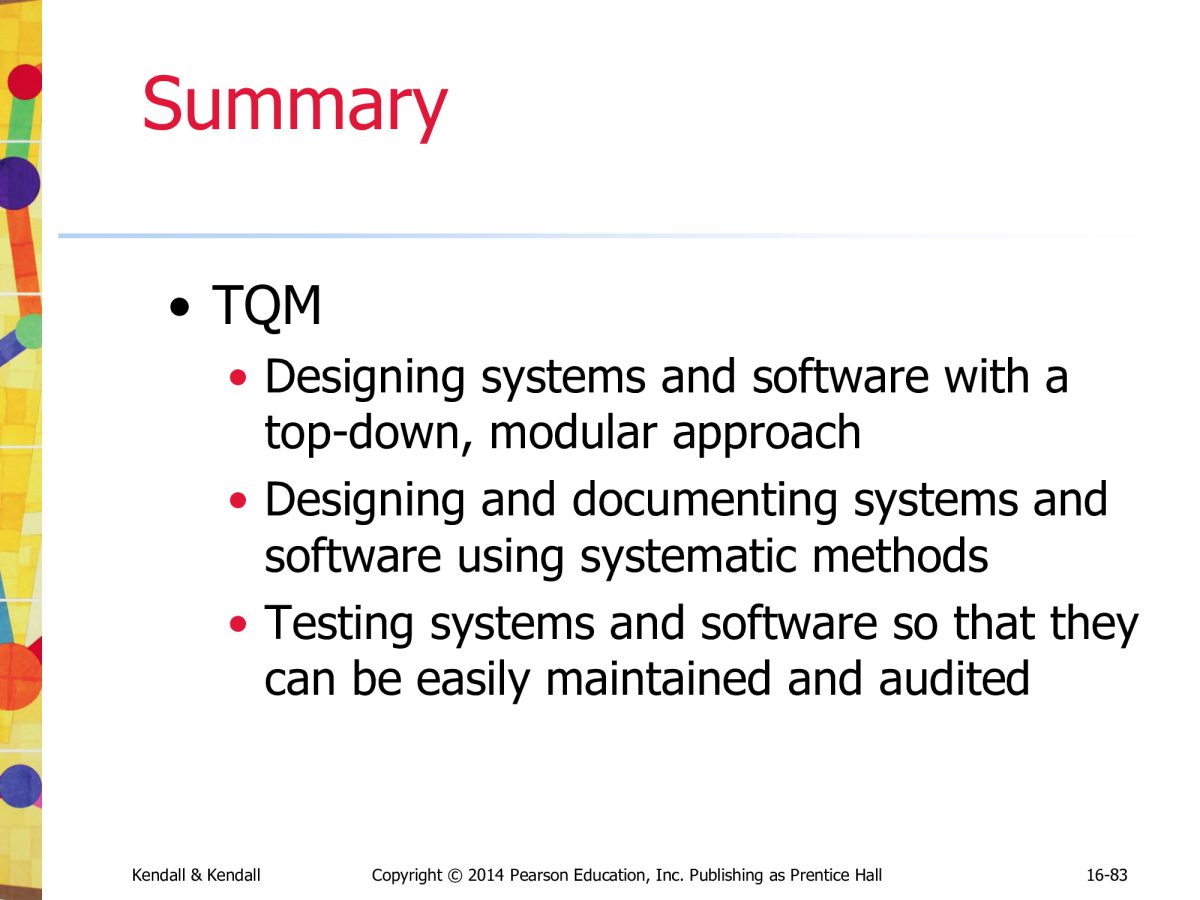 Summary
• TQM
• Designing systems and software with a
top-down, modular approach
• Designing and documenting systems and
software using systematic methods
• Testing systems and software so that they
can be easily maintained and audited
Kendall & Kendall
Copyright © 2014 Pearson Education, Inc. Publishing as Prentice Hall
16-83